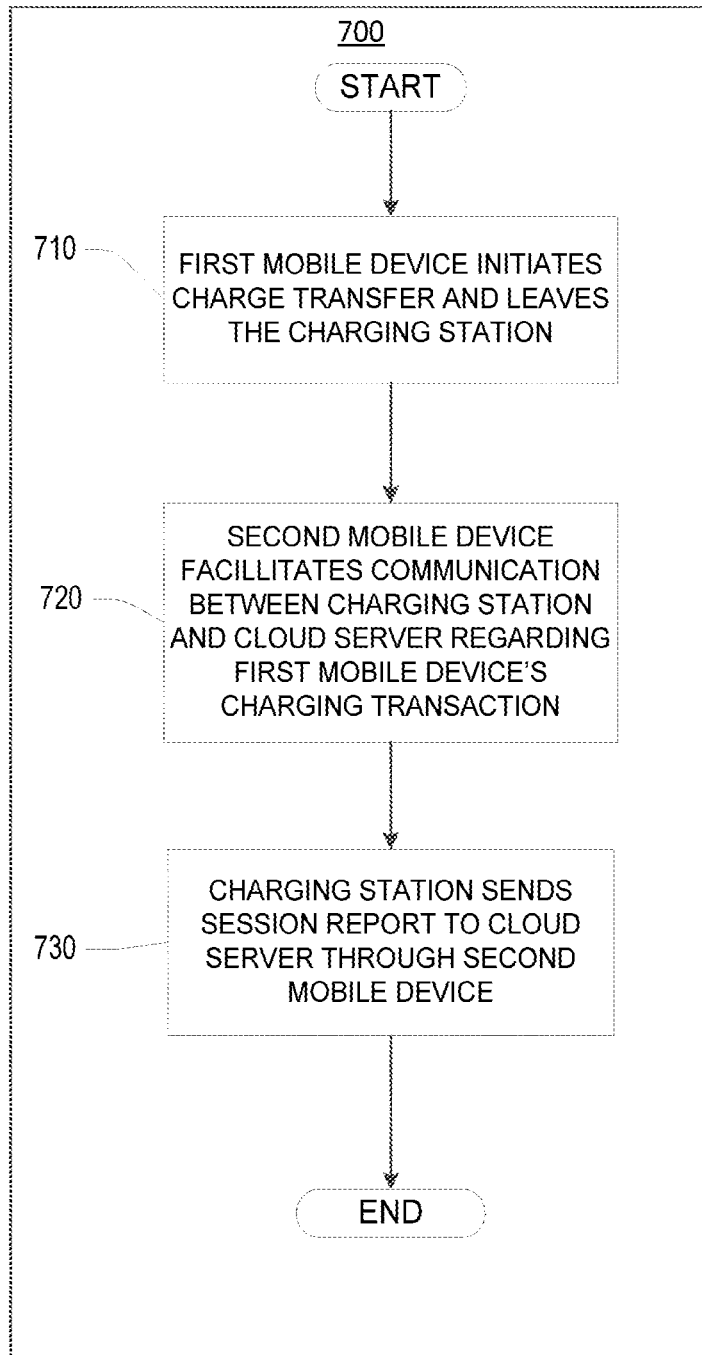 700
START
710
FIRST MOBILE DEVICE INITIATES
CHARGE TRANSFER AND LEAVES
THE CHARGING STATION
720
SECOND MOBILE DEVICE
FACILLITATES COMMUNICATION
BETWEEN CHARGING STATION
AND CLOUD SERVER REGARDING
FIRST MOBILE DEVICE'S
CHARGING TRANSACTION
730
CHARGING STATION SENDS
SESSION REPORT TO CLOUD
SERVER THROUGH SECOND
MOBILE DEVICE
END